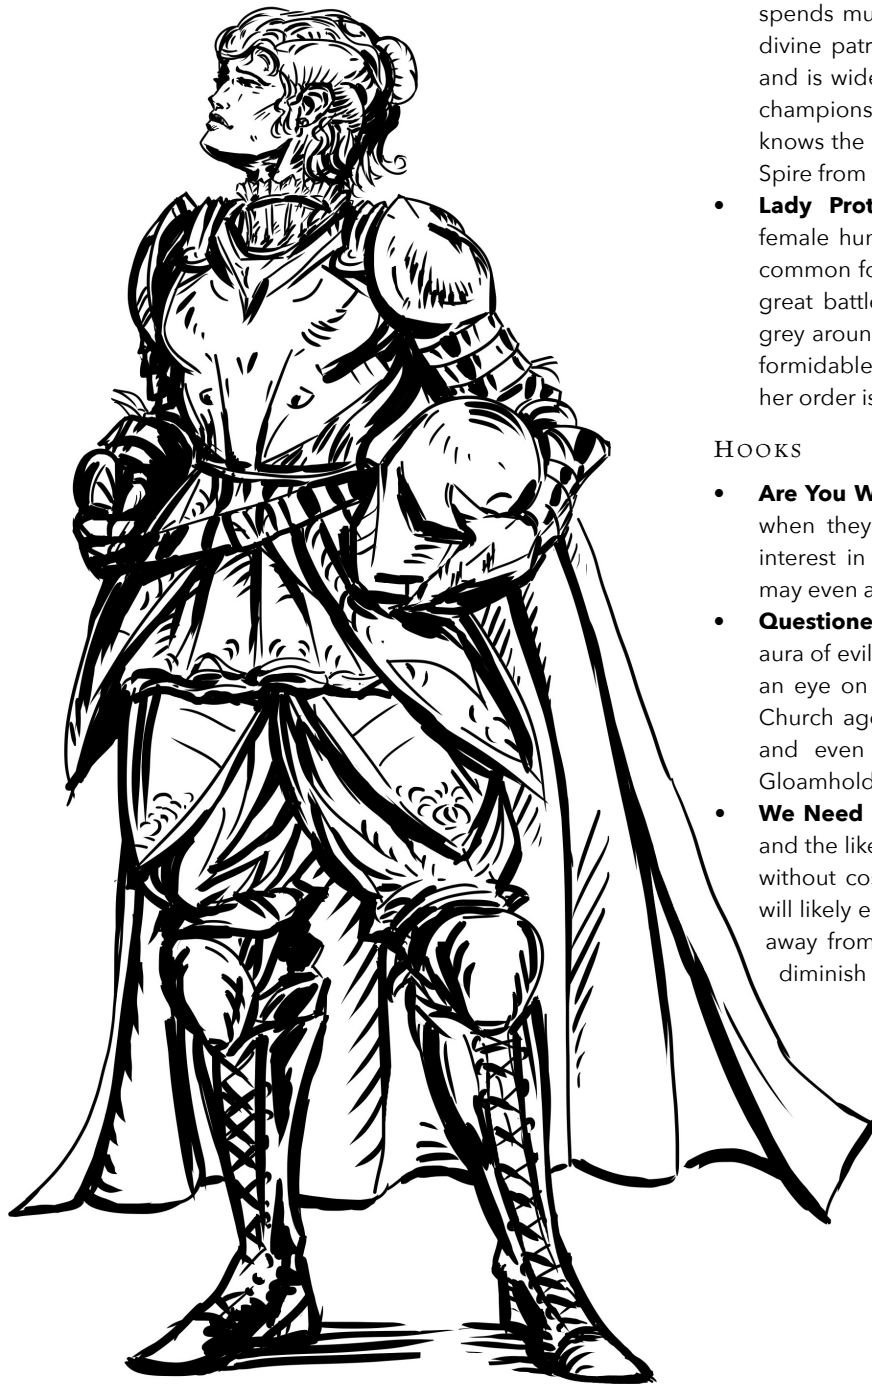 spends mu
divine patr
and is wide
champions
knows the
Spire from
• Lady Prot
female hur
common fo
great battle
grey aroun
formidable
her order is
HOOKS
• Are You W
when they
interest in
may even a
• Questione
aura of evil
an eye on
Church age
and even
Gloamhold
• We Need
and the like
without co
will likely e
away from
diminish